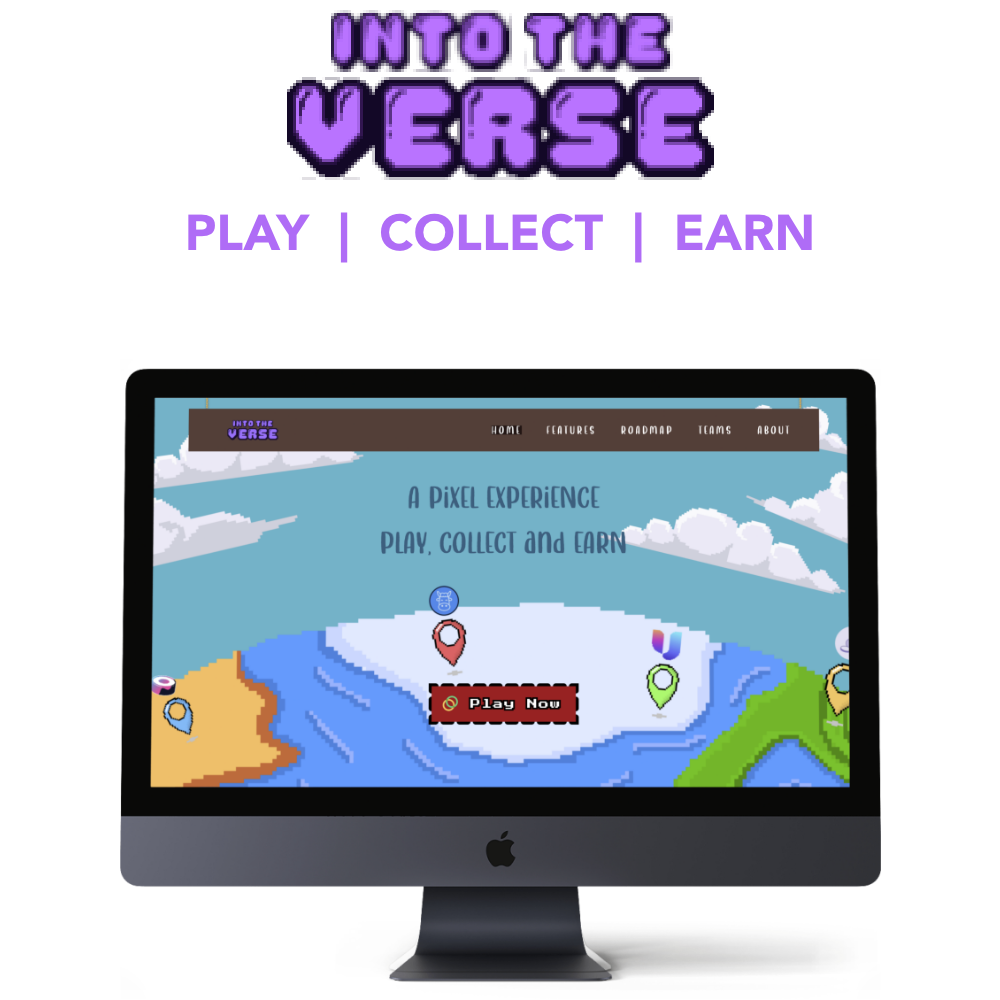 INTO THE
VERSE
PLAY | COLLECT | EARN
INTO THE
VERSE
HOME FEATURES ROADMAP TEAMS ABOUT
A PiXEL EXPERiENCE
PLAY, COLLECT and EARN
Play Now